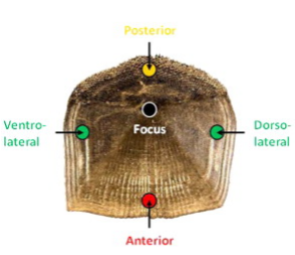 Posterior
Ventro-
lateral
Focus
Dorso-
lateral
Anterior